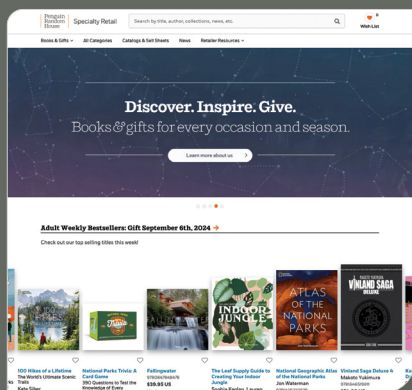 Penguin
Random
House
Specialty Retail
Search by title, author, collections, news, etc.
0
Wish List
Books & Gifts
All Categories
Catalogs & Sell Sheets
News
Retailer Resources
Discover. Inspire. Give.
Books & gifts for every occasion and season.
Learn more about us
Adult Weekly Bestsellers: Gift September 6th, 2024
Check out our top selling titles this week!
Trivia
INDOOR
JUNGLE
ATLAS
OF THE
NATIONAL
PARKS
VINLAND SAGA
DELUXE
100 Hikes of a Lifetime
The World's Ultimate Scenic
Trails
Kate Siber
National Parks Trivia: A
Card Game
390 Questions to Test the
Knowledge of Every
Fallingwater
$39.95 US
The Leaf Supply Guide to
Creating Your Indoor
Jungle
National Geographic Atlas
of the National Parks
Jon Waterman
Vinland Saga Deluxe 4
Makoto Yukimura